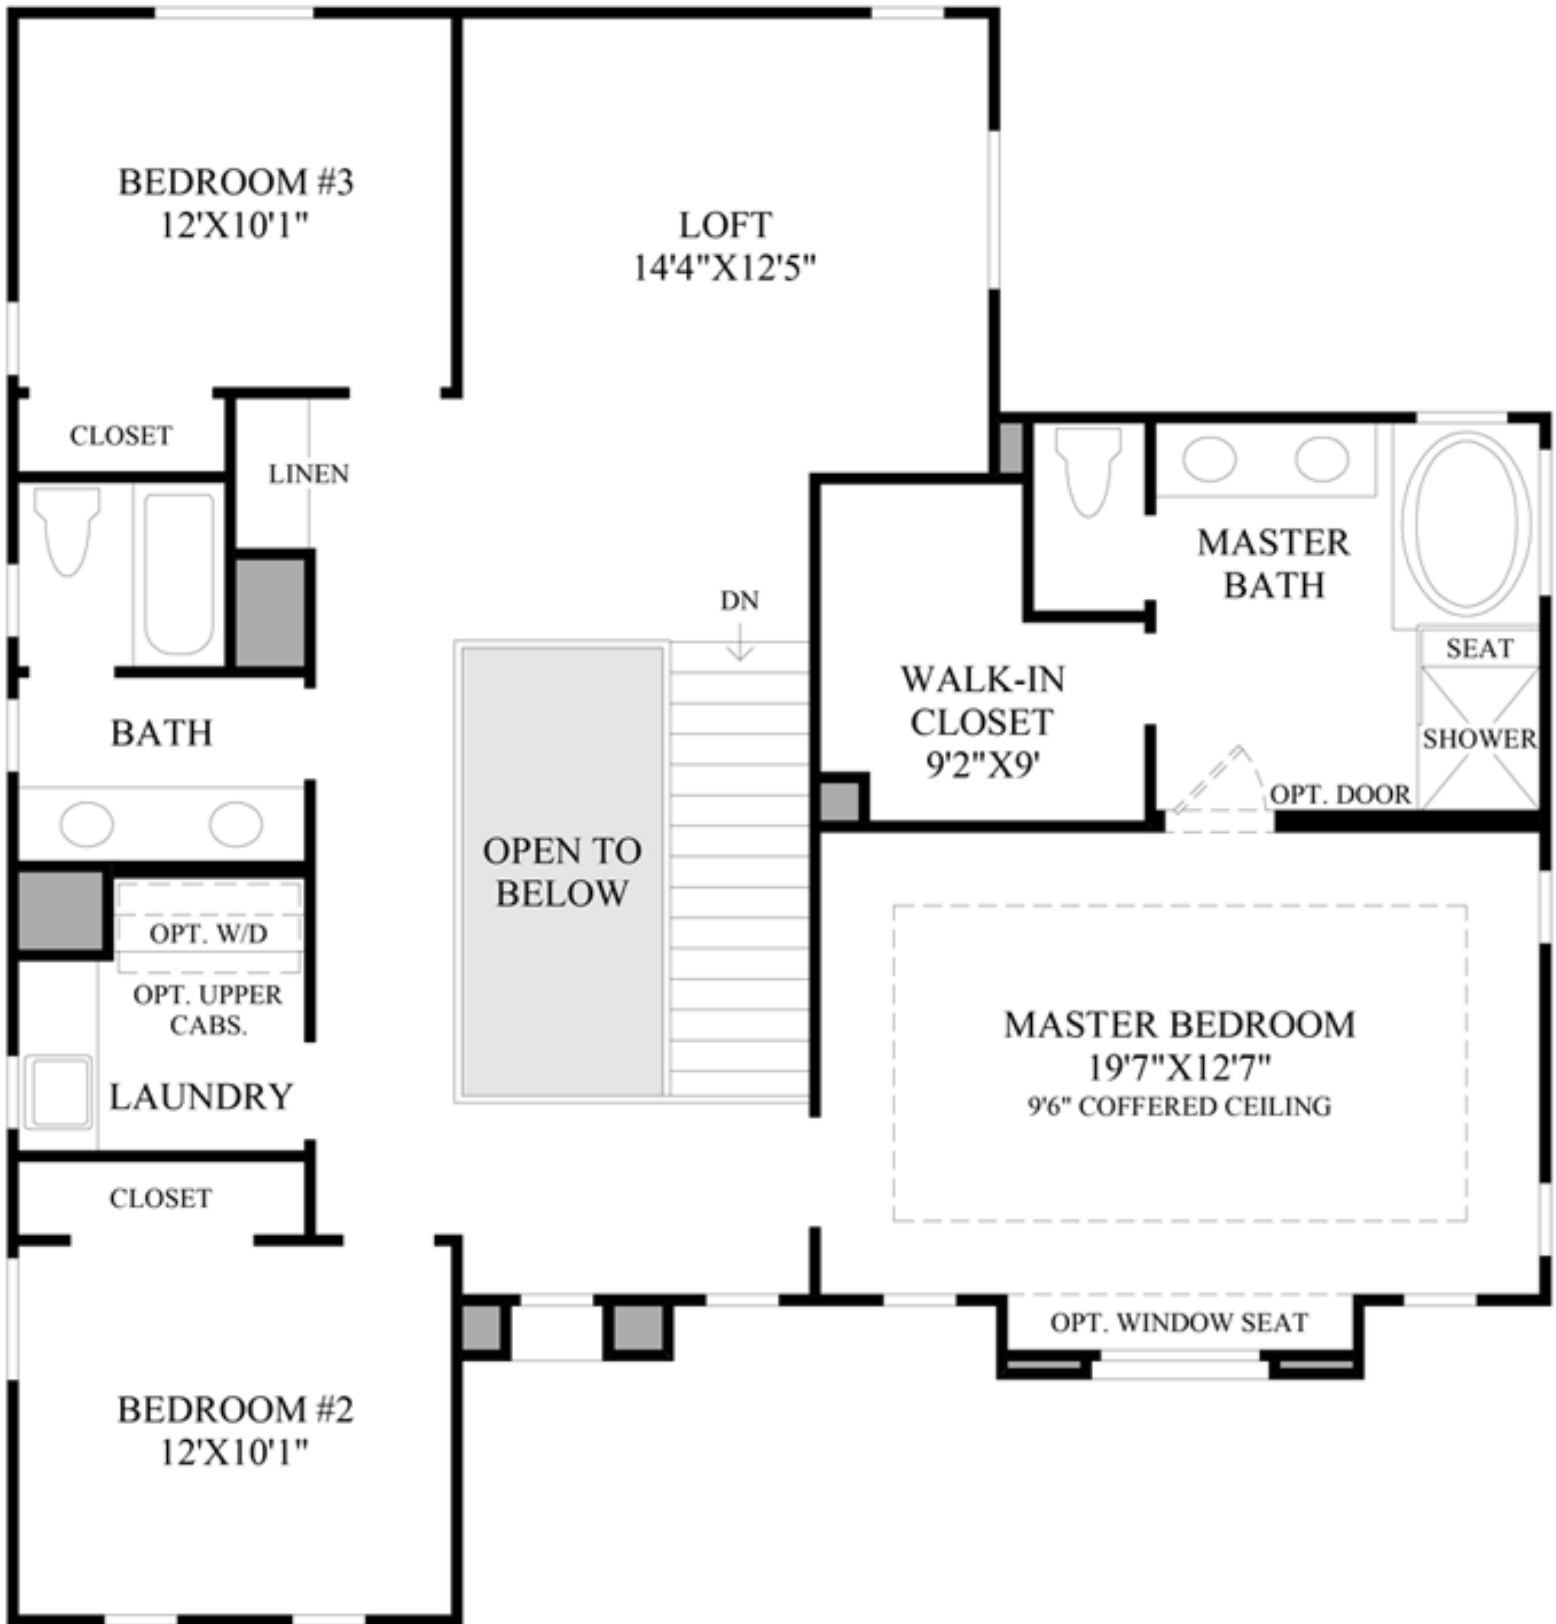 BEDROOM #3
12'X10'1"
LOFT
14'4"X12'5"
CLOSET
LINEN
MASTER
BATH
DN
SEAT
WALK-IN
CLOSET
9'2"X9'
BATH
SHOWER
OPT. DOOR
OPEN TO
BELOW
OPT. W/D
OPT. UPPER
CABS.
LAUNDRY
MASTER BEDROOM
19'7"X12'7"
9'6" COFFERED CEILING
CLOSET
OPT. WINDOW SEAT
BEDROOM #2
12'X10'1"